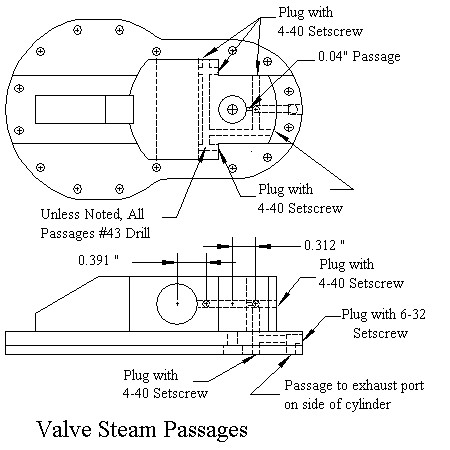 Plug with
4-40 Setscrew
0.04" Passage
Plug with
4-40 Setscrew
Unless Noted, All
Passages #43 Drill
0.312 "
0.391 "
Plug with
4-40 Setscrew
Plug with 6-32
Setscrew
Plug with
4-40 Setscrew
Passage to exhaust port
on side of cylinder
Valve Steam Passages